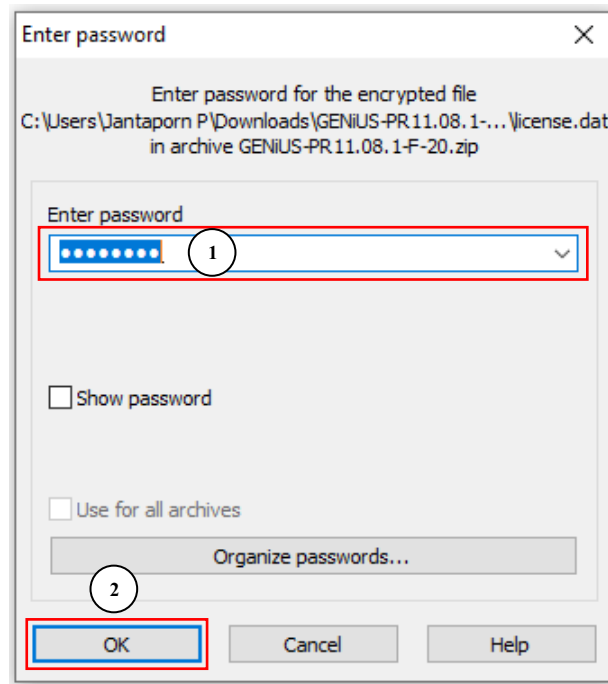 Enter password
Enter password for the encrypted file
C:\Users\Jantaporn P\Downloads\GENiUS-PR11.08.1-...\license.dat
in archive GENiUS-PR11.08.1-F-20.zip
Enter password
●●●●●●●●
1
Show password
Use for all archives
Organize passwords...
2
OK Cancel Help